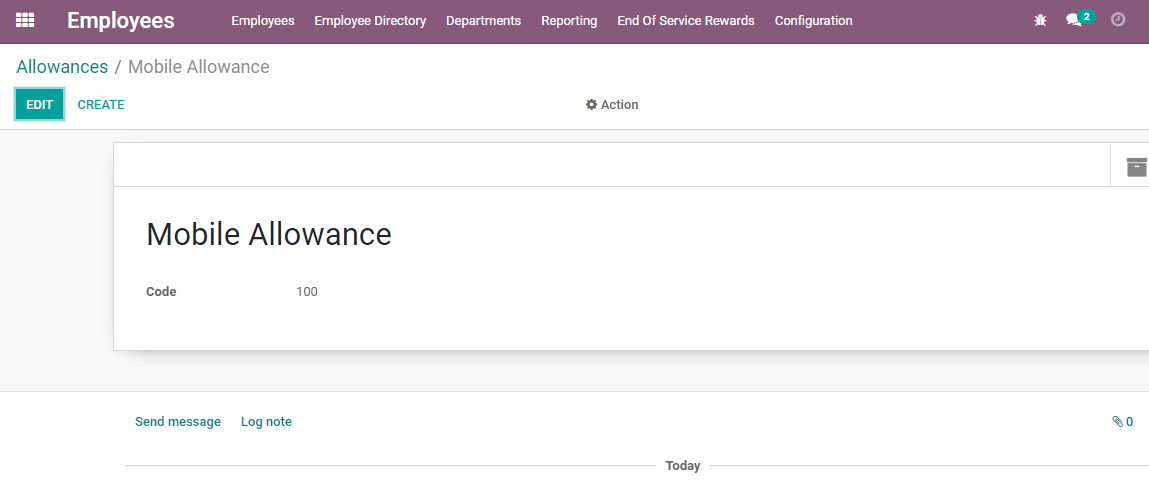 Employees Employees Employee Directory Departments Reporting End Of Service Rewards Configuration 2
Allowances / Mobile Allowance
EDIT CREATE Action
Mobile Allowance
Code 100
Send message Log note 0
Today